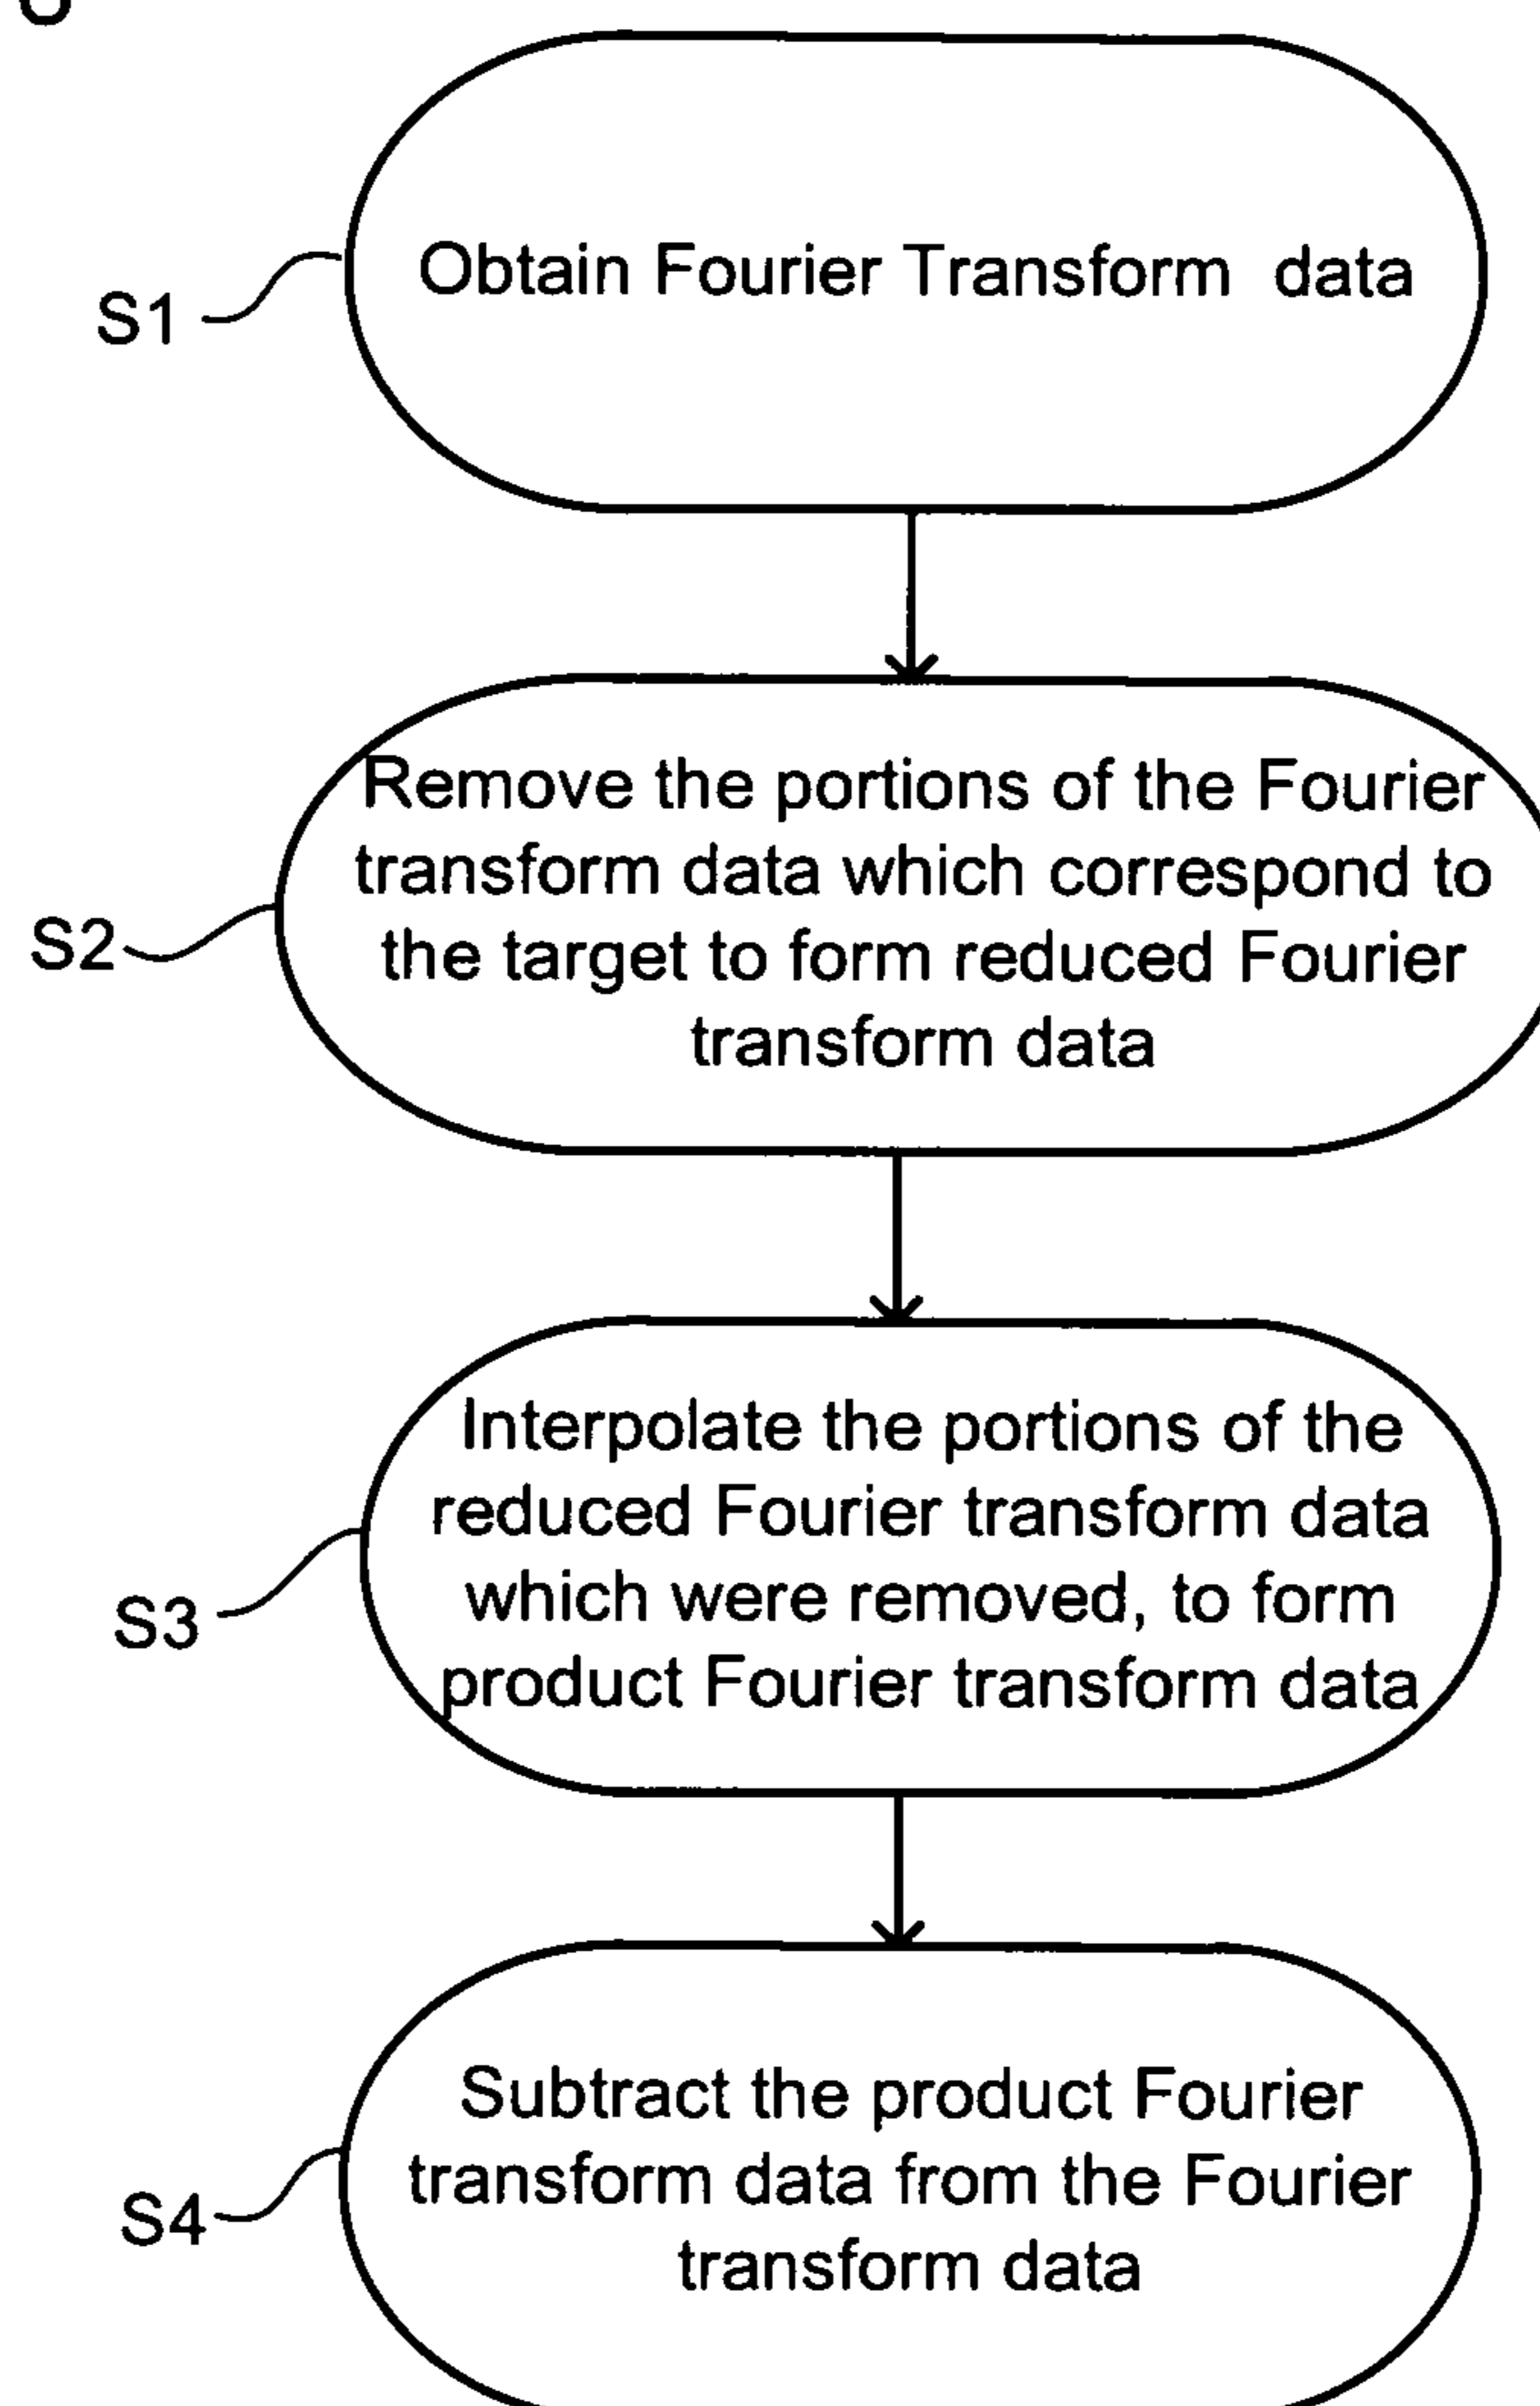 S1
Obtain Fourier Transform data
S2
Remove the portions of the Fourier
transform data which correspond to
the target to form reduced Fourier
transform data
S3
Interpolate the portions of the
reduced Fourier transform data
which were removed, to form
product Fourier transform data
S4
Subtract the product Fourier
transform data from the Fourier
transform data